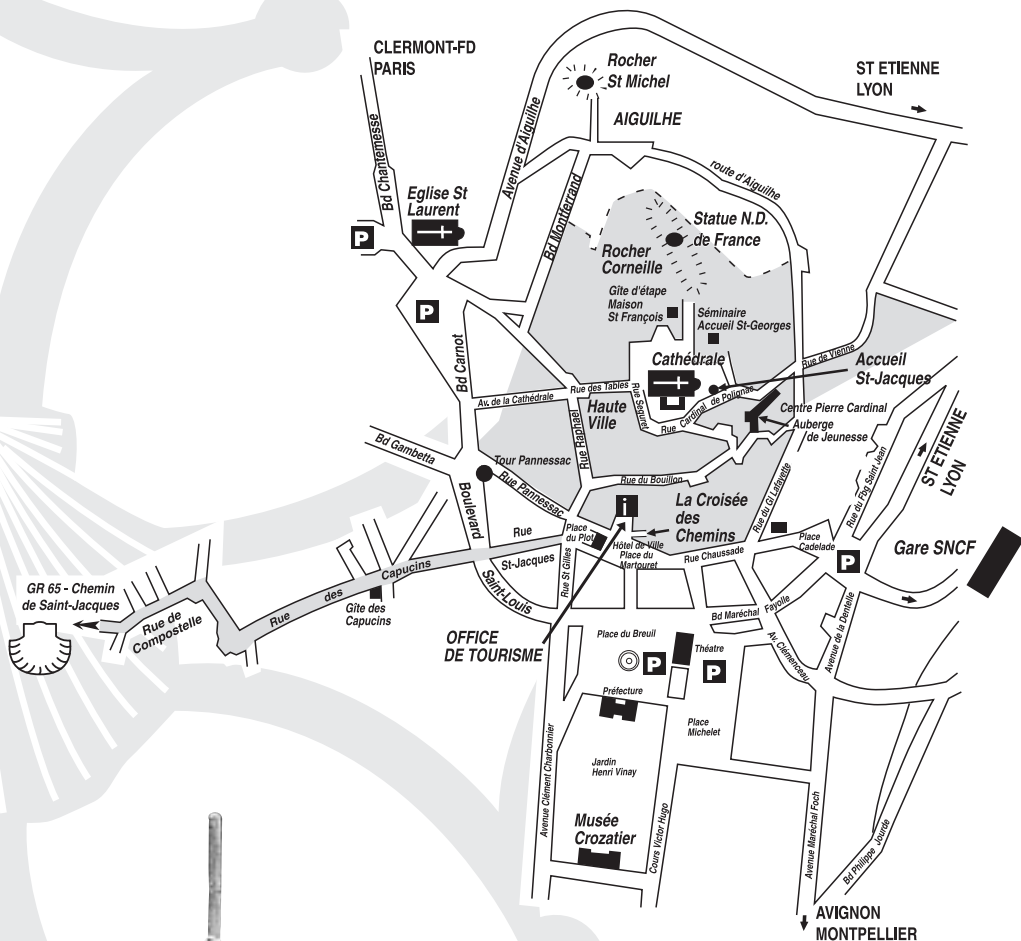 CLERMONT-FD
PARIS
Rocher
St Michel
ST ETIENNE
LYON
AIGUILHE
Bd Chantemesse
Avenue d'Aiguilhe
route d'Aiguilhe
Eglise St
Laurent
P
Bd Montferrand
Statue N.D.
de France
Rocher
Corneille
Gîte d'étape
Maison
St François
Séminaire
Accueil St-Georges
P
Bd Carnot
Cathédrale
Rue de Vienne
Accueil
St-Jacques
Rue des Tables
Av. de la Cathédrale
Rue Seguret
Rue Cardinal de Polignac
Haute
Ville
Rue Raphael
Centre Pierre Cardinal
Auberge
de Jeunesse
Bd Gambetta
Tour Pannessac
Rue Pannessac
Rue du Bouillon
Rue du Gl Lafayette
Rue du Fbg Saint Jean
ST ETIENNE
LYON
Boulevard
Saint-Louis
i
La Croisée
des
Chemins
Place
du Plot
Hôtel de Ville
Place du
Martouret
Rue Chaussade
Place
Cadelade
P
Gare SNCF
Rue
St-Jacques
Rue St Gilles
Rue des Capucins
Gîte des
Capucins
GR 65 - Chemin
de Saint-Jacques
Rue de
Compostelle
OFFICE
DE TOURISME
Bd Maréchal Fayolle
Av. Clémenceau
Avenue de la Dentelle
Place du Breuil
P
Théatre
P
Préfecture
Place
Michelet
Jardin
Henri Vinay
Avenue Clément Charbonnier
Musée
Crozatier
Cours Victor Hugo
Avenue Maréchal Foch
Bd Philippe Jourde
AVIGNON
MONTPELLIER